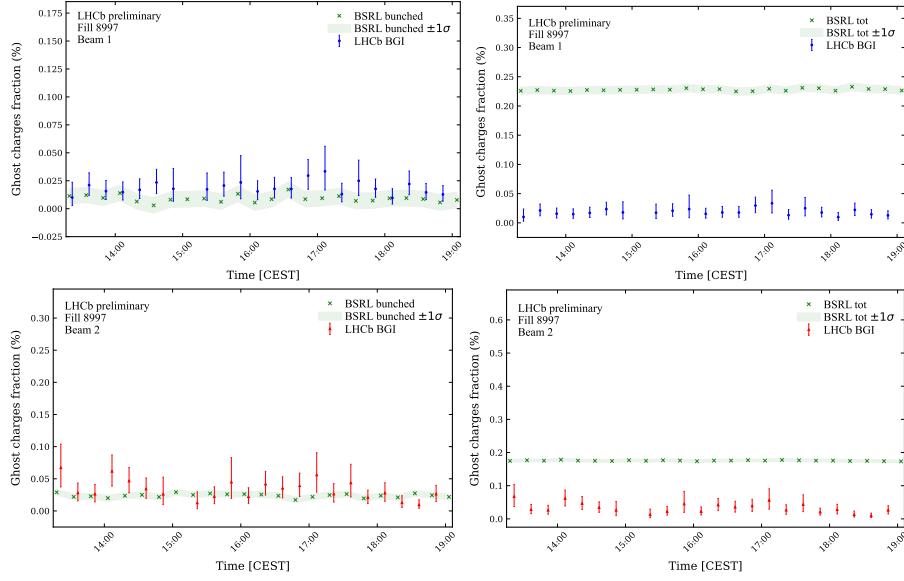 LHCb preliminary
Fill 8997
Beam 1
BSRL bunched
BSRL bunched ±1σ
LHCb BGI
Ghost charges fraction (%)
0.175
0.150
0.125
0.100
0.075
0.050
0.025
0.000
−0.025
14:00
15:00
16:00
17:00
18:00
19:00
Time [CEST]
LHCb preliminary
Fill 8997
Beam 1
BSRL tot
BSRL tot ±1σ
LHCb BGI
Ghost charges fraction (%)
0.35
0.30
0.25
0.20
0.15
0.10
0.05
0.00
14:00
15:00
16:00
17:00
18:00
19:00
Time [CEST]
LHCb preliminary
Fill 8997
Beam 2
BSRL bunched
BSRL bunched ±1σ
LHCb BGI
Ghost charges fraction (%)
0.30
0.25
0.20
0.15
0.10
0.05
0.00
14:00
15:00
16:00
17:00
18:00
19:00
Time [CEST]
LHCb preliminary
Fill 8997
Beam 2
BSRL tot
BSRL tot ±1σ
LHCb BGI
Ghost charges fraction (%)
0.6
0.5
0.4
0.3
0.2
0.1
0.0
14:00
15:00
16:00
17:00
18:00
19:00
Time [CEST]